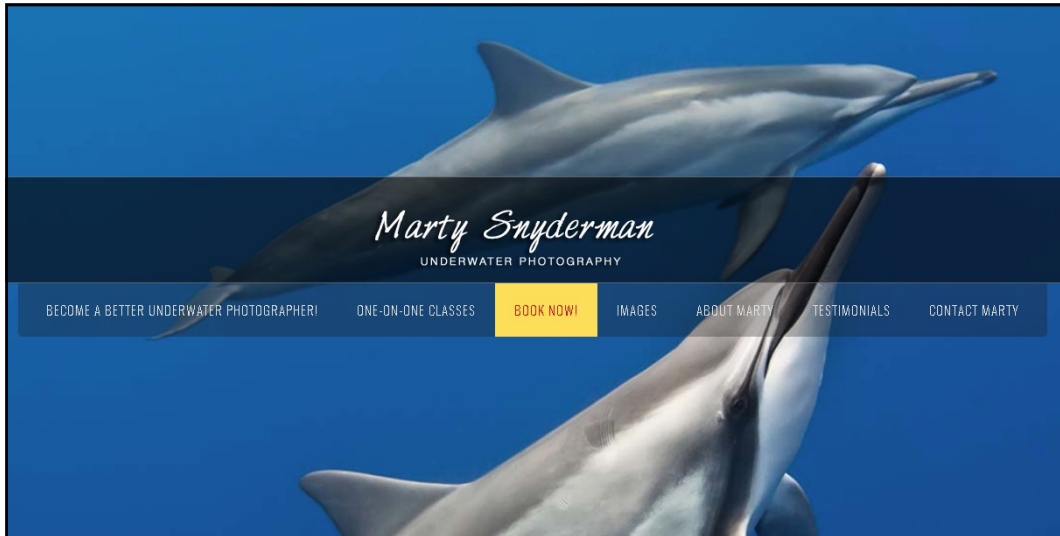 Marty Snyderman
UNDERWATER PHOTOGRAPHY
BECOME A BETTER UNDERWATER PHOTOGRAPHER! ONE-ON-ONE CLASSES BOOK NOW! IMAGES ABOUT MARTY TESTIMONIALS CONTACT MARTY